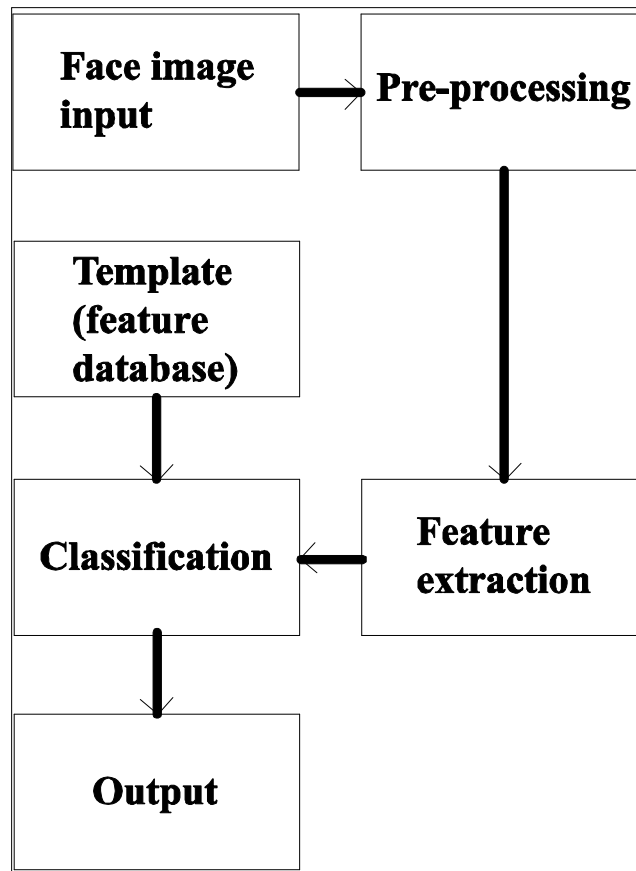 Face image
input
Pre-processing
Template
(feature
database)
Classification
Feature
extraction
Output